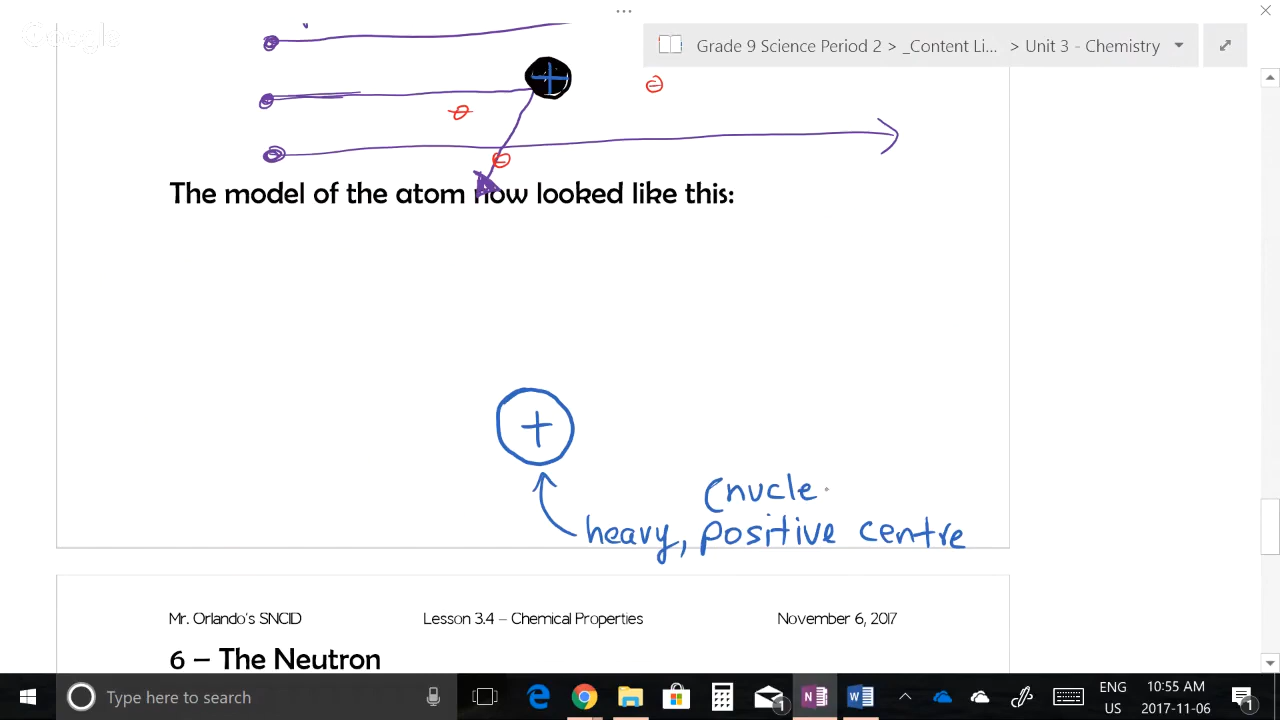 Google
Grade 9 Science Period 2 > _Content Li... > Unit 3 - Chemistry
The model of the atom now looked like this:
+
(nucle
heavy, positive centre
Mr. Orlando's SNCID Lesson 3.4 – Chemical Properties November 6, 2017
6 – The Neutron
Type here to search
ENG 10:55 AM
US 2017-11-06